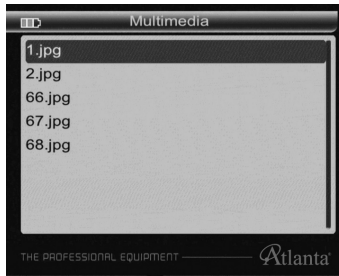 Multimedia
1.jpg
2.jpg
66.jpg
67.jpg
68.jpg
THE PROFESSIONAL EQUIPMENT Atlanta